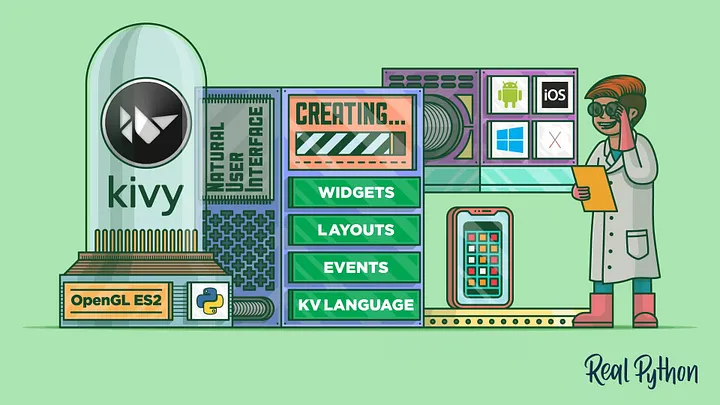 kivy
OpenGL ES2
NATURAL
USER
INTERFACE
CREATING...
WIDGETS
LAYOUTS
EVENTS
KV LANGUAGE
iOS
X
Real Python